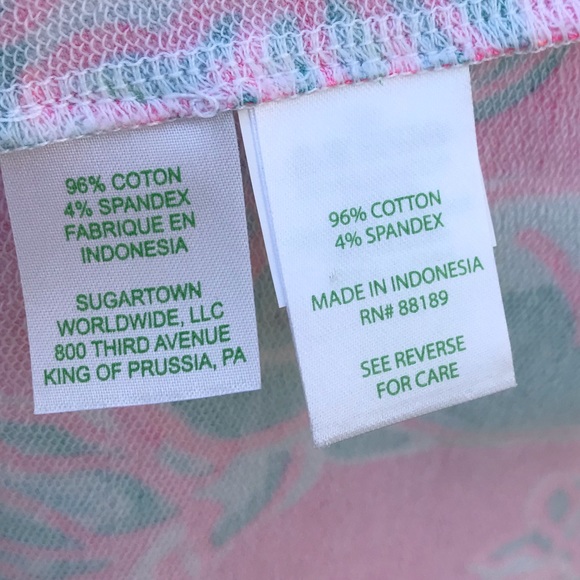 96% COTON
4% SPANDEX
FABRIQUE EN
INDONESIA
SUGARTOWN
WORLDWIDE, LLC
800 THIRD AVENUE
KING OF PRUSSIA, PA
96% COTTON
4% SPANDEX
MADE IN INDONESIA
RN# 88189
SEE REVERSE
FOR CARE